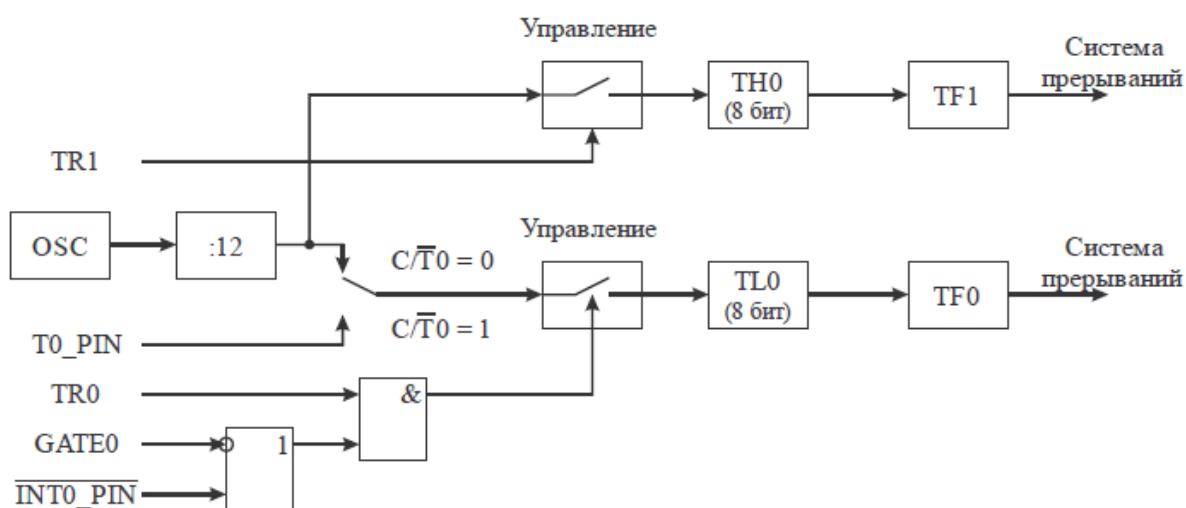 Управление
Система
прерываний
TH0
(8 бит)
TF1
TR1
Управление
OSC
:12
C/T̅0 = 0
Система
прерываний
TL0
(8 бит)
TF0
C/T̅0 = 1
T0_PIN
TR0
&
GATE0
1
I̅N̅T̅0̅_̅P̅I̅N̅